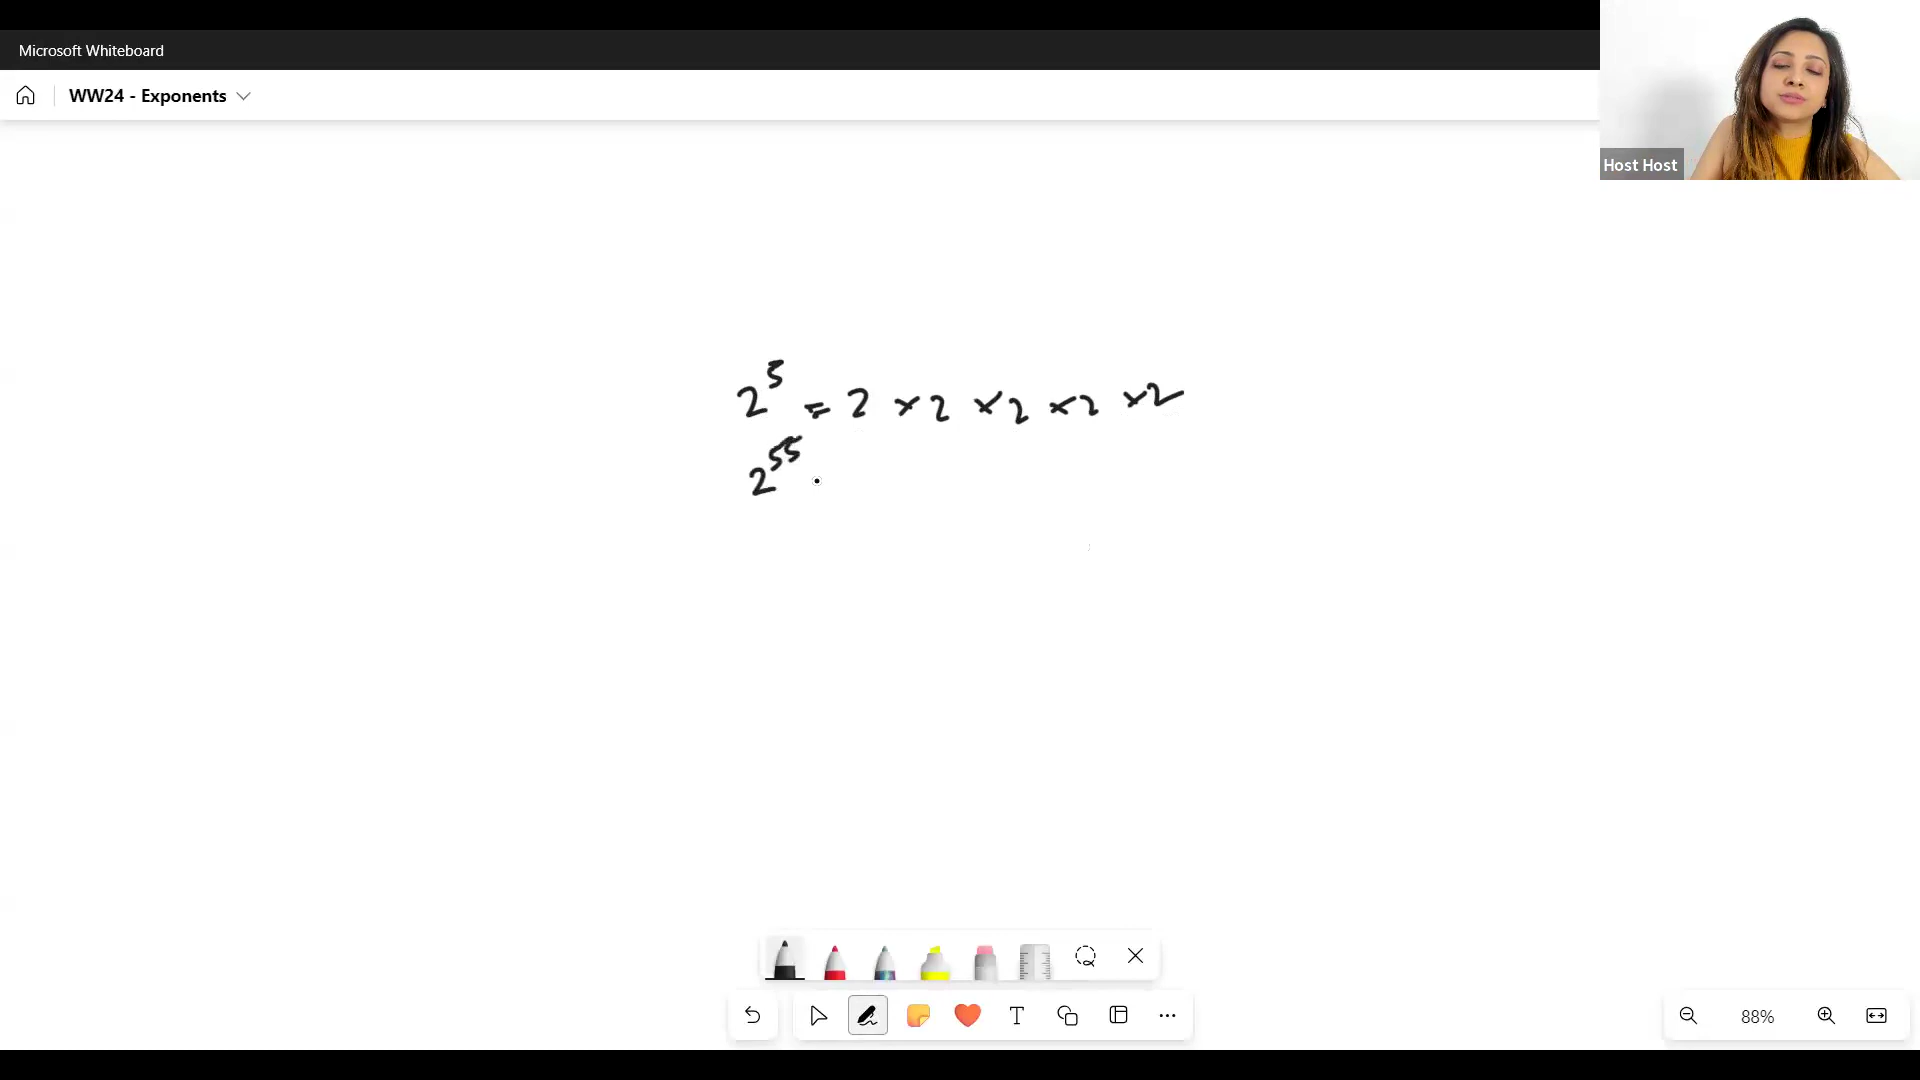 Microsoft Whiteboard
WW24 - Exponents
Host Host
2⁵ = 2 × 2 × 2 × 2 × 2
2⁵⁵
88%